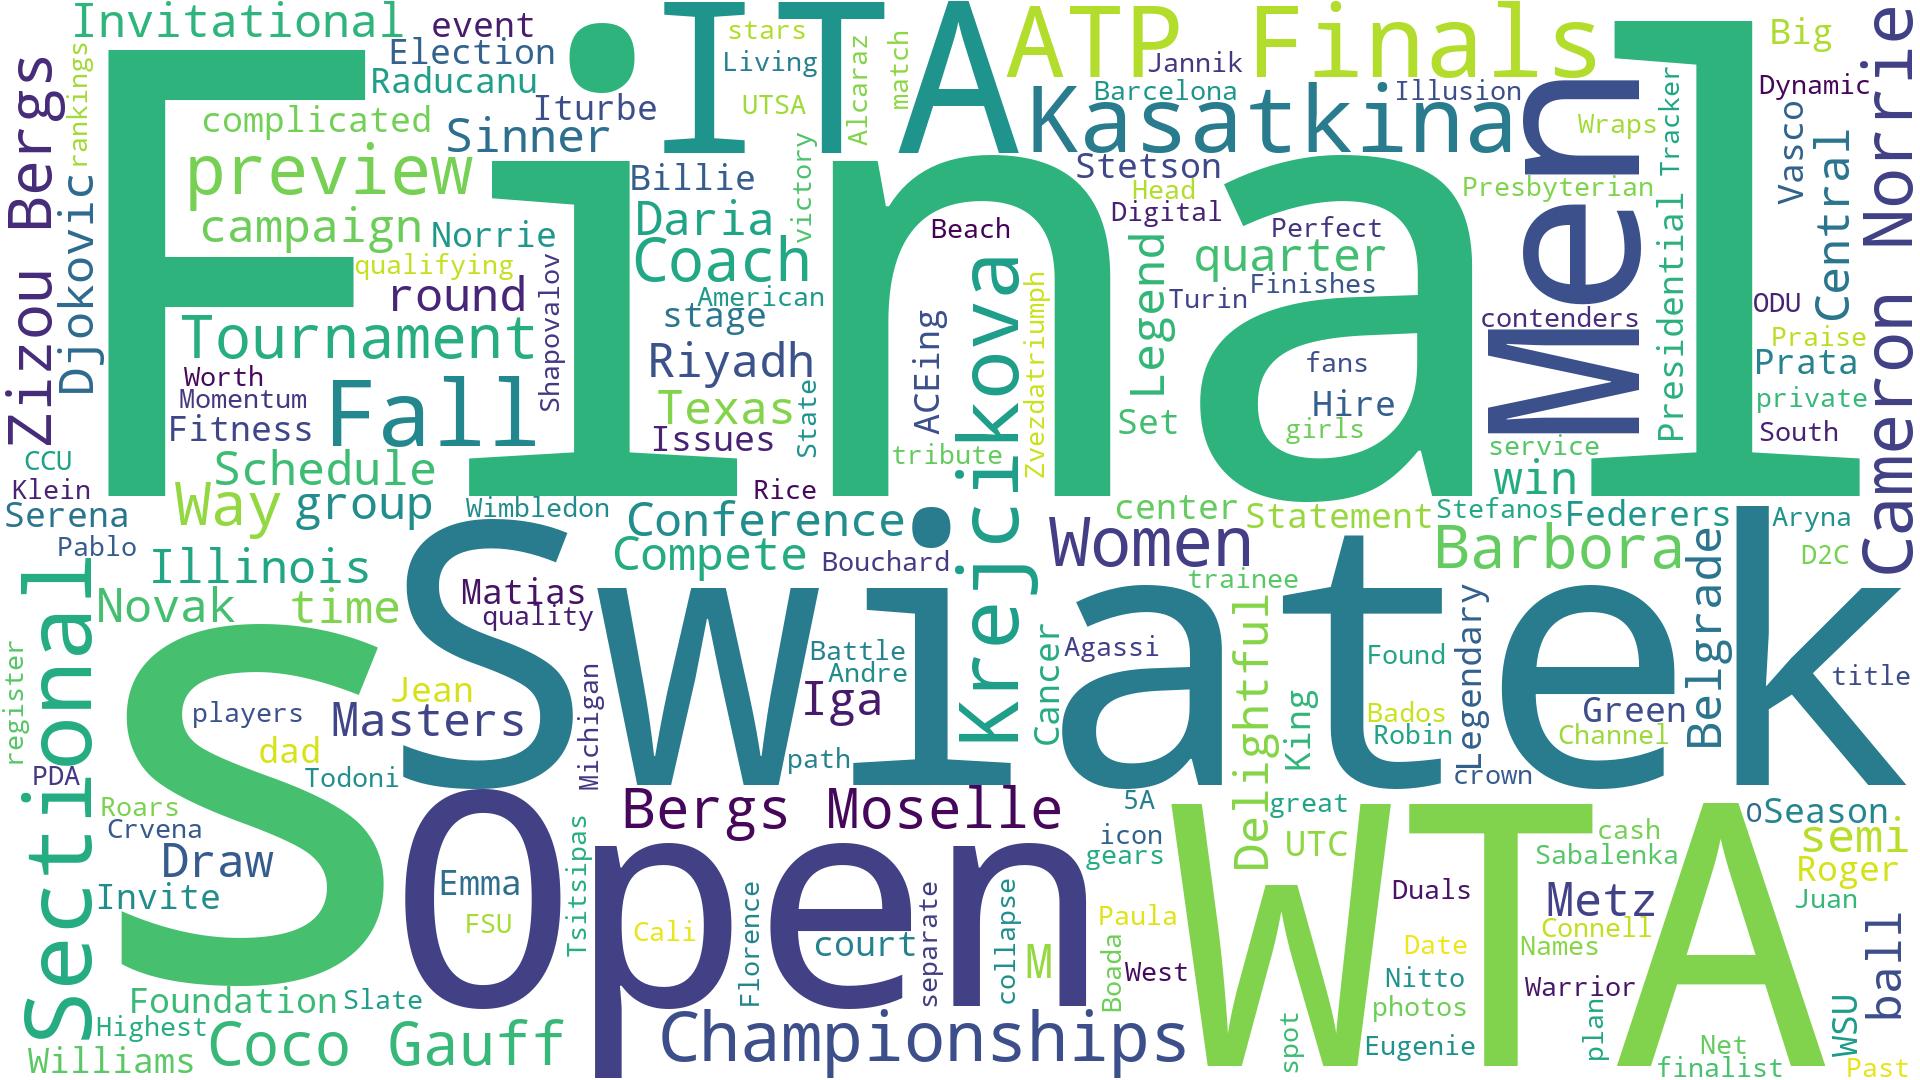 Final
Swiatek
S
Open
WTA
ITA
Men
ATP Finals
Kasatkina
Cameron Norrie
Zizou Bergs
Sectional
Krejcikova
Fall
preview
Championships
Coco Gauff
Bergs Moselle
Women
Barbora
Tournament
Coach
Way
Invitational
event
Election
Raducanu
rankings
complicated
Iturbe
Sinner
stars
Living
UTSA
Alcaraz
match
Jannik
Barcelona
Illusion
Big
Dynamic
Wraps
Tracker
Vasco
Central
Djokovic
campaign
Norrie
qualifying
round
Shapovalov
Billie
Daria
victory
American
stage
Riyadh
Texas
Issues
State
Beach
ACEing
tribute
Zvezdatriumph
Stetson
Head
Digital
Legend
Set
Perfect
quarter
Turin
Finishes
fans
Hire
girls
Presbyterian
Presidential
contenders
service
win
ODU
Praise
Prata
private
South
Worth
Momentum
Fitness
Schedule
group
CCU
Klein
Serena
Pablo
Wimbledon
Rice
Conference
Compete
Bouchard
center
Statement
Stefanos
Federers
Aryna
D2C
Illinois
Novak
time
Matias
quality
trainee
Delightful
Legendary
Belgrade
title
register
players
Jean
Masters
dad
Todoni
Michigan
Battle
Andre
Iga
path
Cancer
Agassi
King
Found
Bados
Robin
crown
Green
Channel
PDA
Roars
Crvena
Draw
Invite
Emma
FSU
Tsitsipas
Cali
Florence
court
separate
collapse
M
5A
icon
gears
great
UTC
Paula
Boada
West
Duals
Date
Nitto
photos
Eugenie
spot
oSeason
cash
semi
Sabalenka
Roger
Metz
Juan
Connell
Names
Warrior
plan
ball
WSU
Net
finalist
Past
Foundation
Slate
Highest
Williams